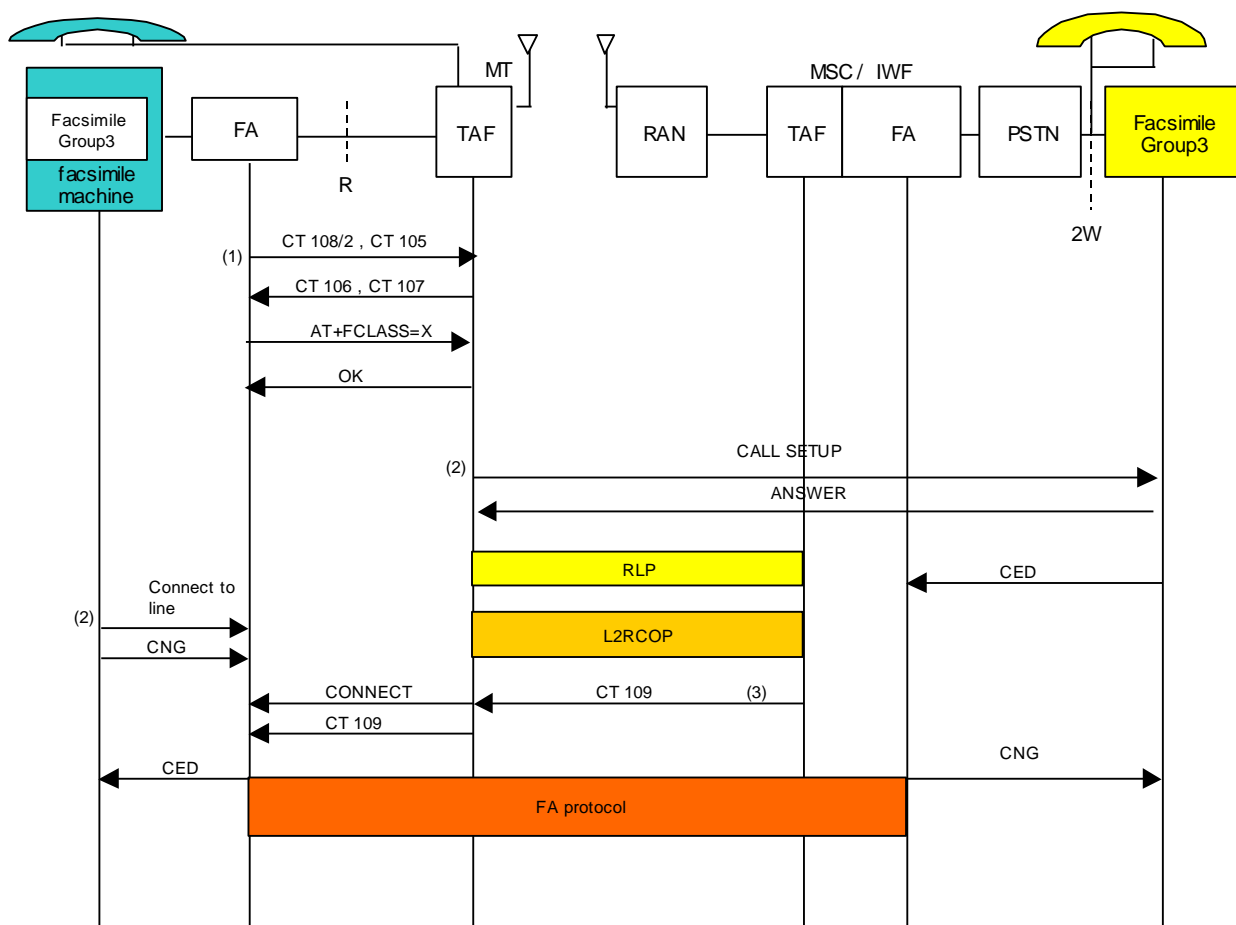 MT
MSC / IWF
Facsimile
Group3
facsimile
machine
FA
R
TAF
RAN
TAF
FA
PSTN
Facsimile
Group3
2W
(1)
CT 108/2 , CT 105
CT 106 , CT 107
AT+FCLASS=X
OK
(2)
CALL SETUP
ANSWER
RLP
CED
Connect to
line
(2)
L2RCOP
CNG
CONNECT
CT 109
(3)
CT 109
CED
CNG
FA protocol